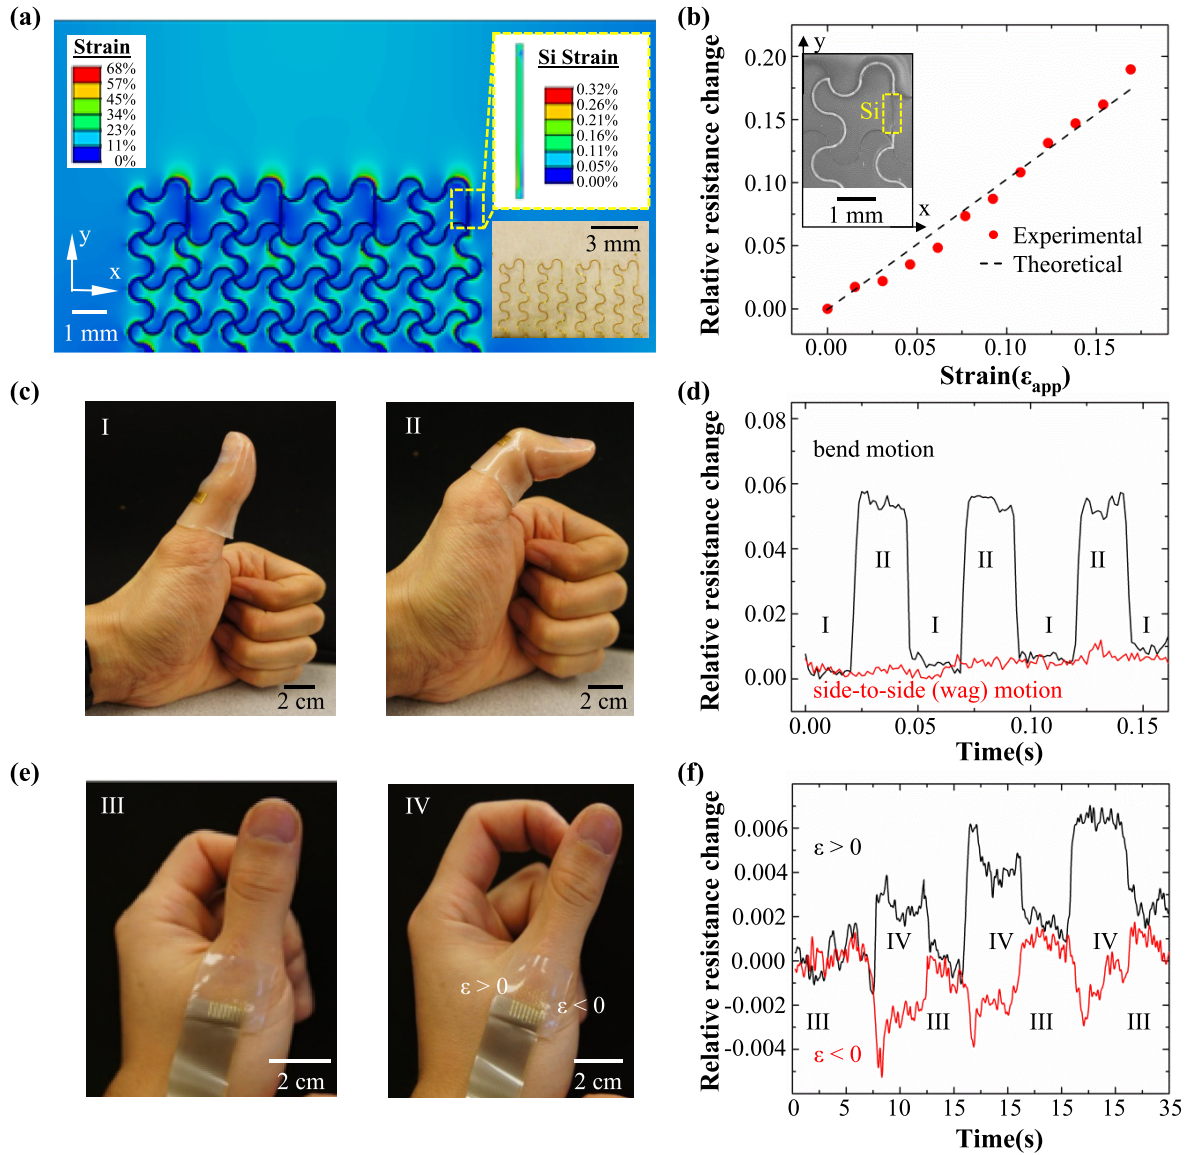 (a)
Strain
68%
57%
45%
34%
23%
11%
0%
Si Strain
0.32%
0.26%
0.21%
0.16%
0.11%
0.05%
0.00%
y
x
1 mm
3 mm
(b)
Relative resistance change
0.20
0.15
0.10
0.05
0.00
y
Si
1 mm
x
Experimental
Theoretical
0.00 0.05 0.10 0.15
Strain(εapp)
(c)
I
2 cm
II
2 cm
(d)
Relative resistance change
0.08
0.06
0.04
0.02
0.00
bend motion
II II II
I I I I
side-to-side (wag) motion
0.00 0.05 0.10 0.15
Time(s)
(e)
III
2 cm
IV
ε > 0
ε < 0
2 cm
(f)
Relative resistance change
0.006
0.004
0.002
0.000
-0.002
-0.004
ε > 0
IV IV IV
III III III III
ε < 0
0 5 10 15 15 15 15 35
Time(s)